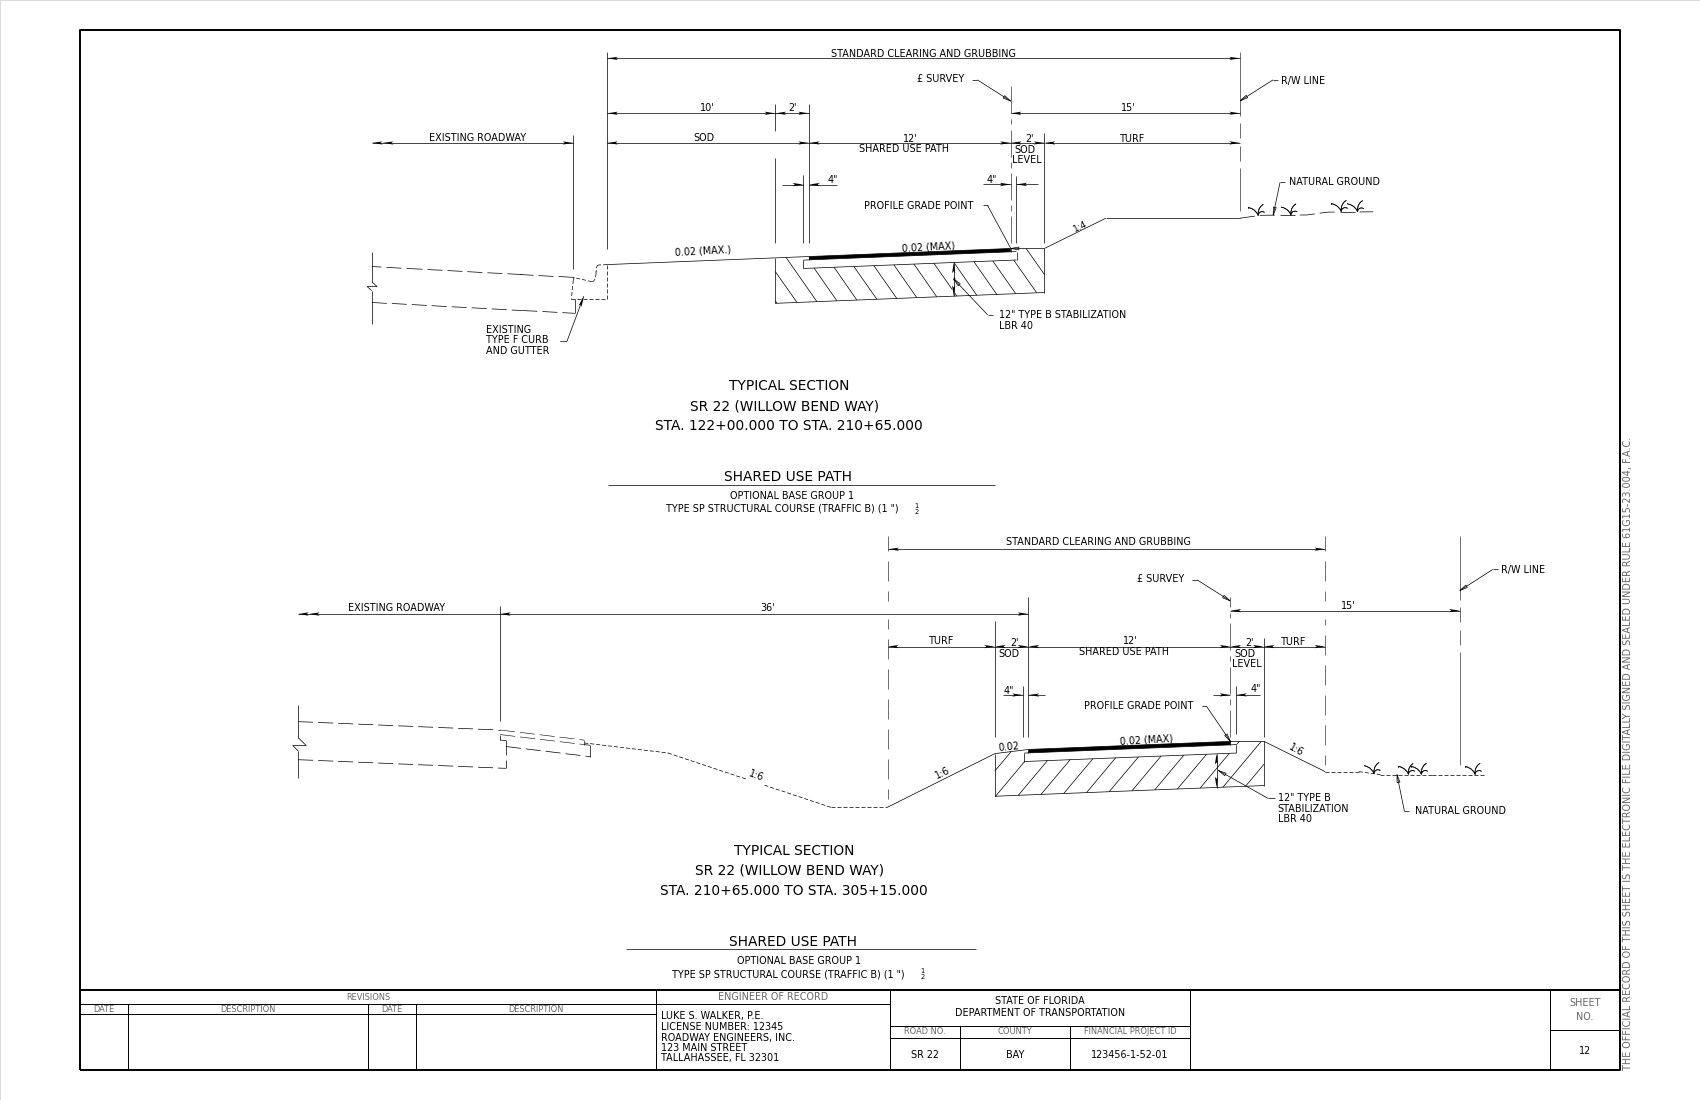 STANDARD CLEARING AND GRUBBING
£ SURVEY
R/W LINE
10'
2'
15'
EXISTING ROADWAY
SOD
12'
SHARED USE PATH
2'
SOD
LEVEL
TURF
4"
4"
NATURAL GROUND
PROFILE GRADE POINT
1:4
0.02 (MAX.)
0.02 (MAX)
12" TYPE B STABILIZATION
LBR 40
EXISTING
TYPE F CURB
AND GUTTER
TYPICAL SECTION
SR 22 (WILLOW BEND WAY)
STA. 122+00.000 TO STA. 210+65.000
SHARED USE PATH
OPTIONAL BASE GROUP 1
TYPE SP STRUCTURAL COURSE (TRAFFIC B) (1 ") 1/2
STANDARD CLEARING AND GRUBBING
R/W LINE
£ SURVEY
EXISTING ROADWAY
36'
15'
TURF
2'
SOD
12'
SHARED USE PATH
2'
SOD
LEVEL
TURF
4"
4"
PROFILE GRADE POINT
0.02
0.02 (MAX)
1:6
1:6
1:6
12" TYPE B
STABILIZATION
LBR 40
NATURAL GROUND
TYPICAL SECTION
SR 22 (WILLOW BEND WAY)
STA. 210+65.000 TO STA. 305+15.000
SHARED USE PATH
OPTIONAL BASE GROUP 1
TYPE SP STRUCTURAL COURSE (TRAFFIC B) (1 ") 1/2
REVISIONS
DATE
DESCRIPTION
DATE
DESCRIPTION
ENGINEER OF RECORD
LUKE S. WALKER, P.E.
LICENSE NUMBER: 12345
ROADWAY ENGINEERS, INC.
123 MAIN STREET
TALLAHASSEE, FL 32301
STATE OF FLORIDA
DEPARTMENT OF TRANSPORTATION
ROAD NO.
COUNTY
FINANCIAL PROJECT ID
SR 22
BAY
123456-1-52-01
SHEET
NO.
12
THE OFFICIAL RECORD OF THIS SHEET IS THE ELECTRONIC FILE DIGITALLY SIGNED AND SEALED UNDER RULE 61G15-23.004, F.A.C.